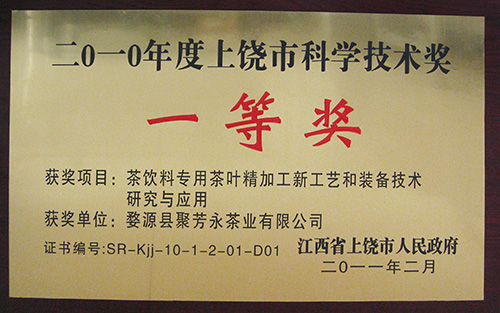 二0一0年度上饶市科学技术奖
一等奖
获奖项目：茶饮料专用茶叶精加工新工艺和装备技术
研究与应用
获奖单位：婺源县聚芳永茶业有限公司
证书编号:SR-Kjj-10-1-2-01-D01
江西省上饶市人民政府
二0一一年二月